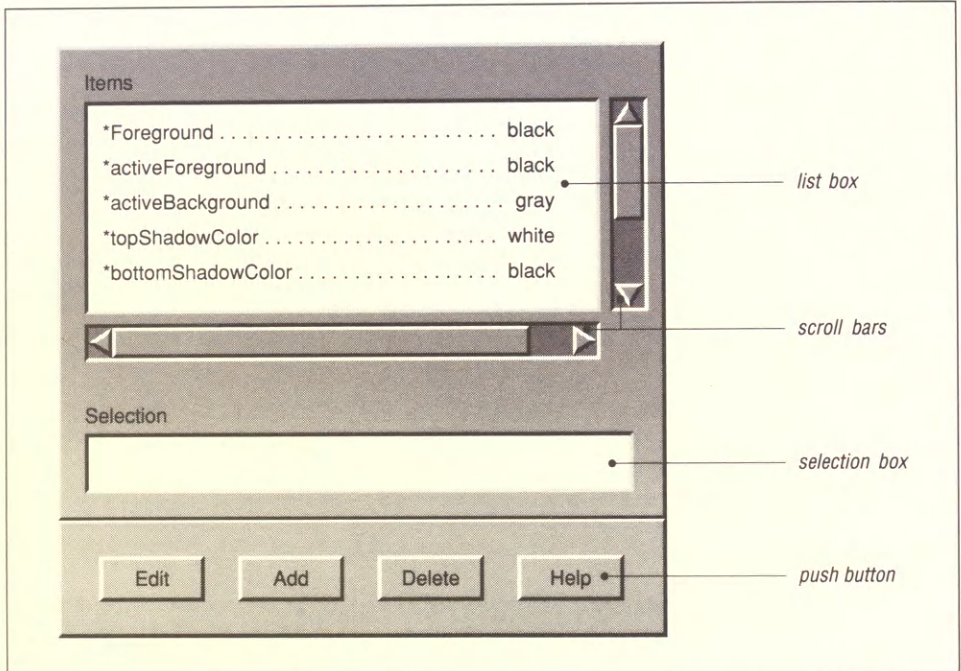 Items
*Foreground . . . . . . . . . . . . . . . . . . . . . . . . . . black
*activeForeground . . . . . . . . . . . . . . . . . . . . . black
*activeBackground . . . . . . . . . . . . . . . . . . . . . gray
*topShadowColor . . . . . . . . . . . . . . . . . . . . . . white
*bottomShadowColor . . . . . . . . . . . . . . . . . . . black
list box
scroll bars
Selection
selection box
Edit Add Delete Help
push button